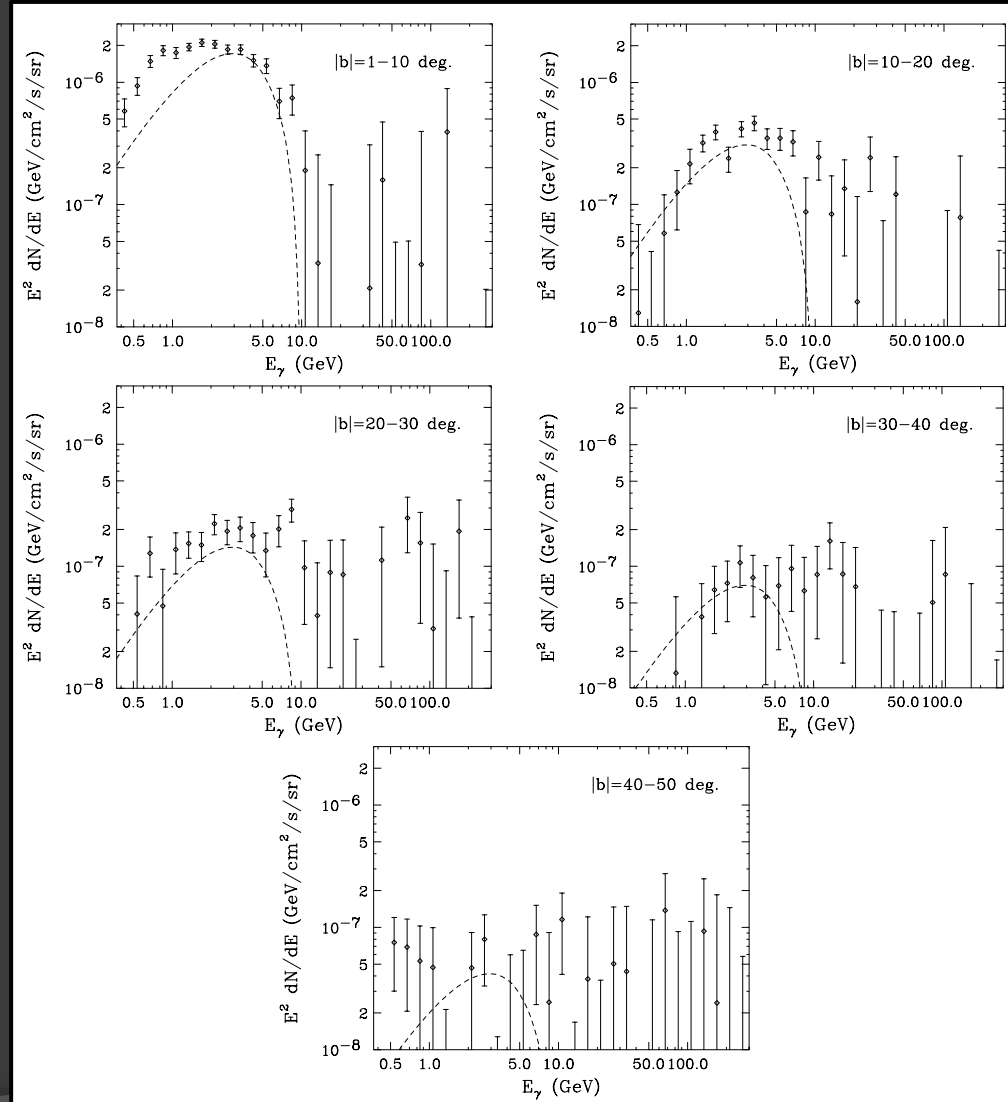 |b|=1−10 deg.
E² dN/dE (GeV/cm²/s/sr)
2
10⁻⁶
5
2
10⁻⁷
5
2
10⁻⁸
0.5 1.0 5.0 10.0 50.0 100.0
E_γ (GeV)
|b|=10−20 deg.
E² dN/dE (GeV/cm²/s/sr)
2
10⁻⁶
5
2
10⁻⁷
5
2
10⁻⁸
0.5 1.0 5.0 10.0 50.0 100.0
E_γ (GeV)
|b|=20−30 deg.
E² dN/dE (GeV/cm²/s/sr)
2
10⁻⁶
5
2
10⁻⁷
5
2
10⁻⁸
0.5 1.0 5.0 10.0 50.0 100.0
E_γ (GeV)
|b|=30−40 deg.
E² dN/dE (GeV/cm²/s/sr)
2
10⁻⁶
5
2
10⁻⁷
5
2
10⁻⁸
0.5 1.0 5.0 10.0 50.0 100.0
E_γ (GeV)
|b|=40−50 deg.
E² dN/dE (GeV/cm²/s/sr)
2
10⁻⁶
5
2
10⁻⁷
5
2
10⁻⁸
0.5 1.0 5.0 10.0 50.0 100.0
E_γ (GeV)